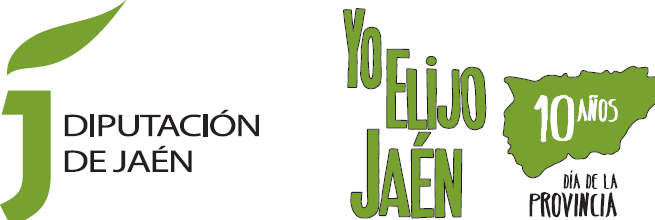 DIPUTACIÓN
DE JAÉN
YO
ELIJO
JAÉN
10 AÑOS
DÍA DE LA
PROVINCIA